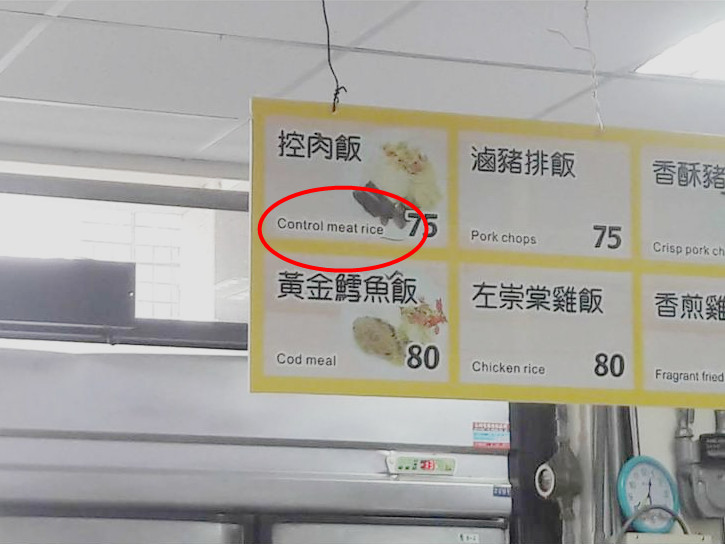 控肉飯
Control meat rice 75
滷豬排飯
Pork chops 75
香酥豬
Crisp pork ch
黃金鱈魚飯
Cod meal 80
左崇棠雞飯
Chicken rice 80
香煎雞
Fragrant fried